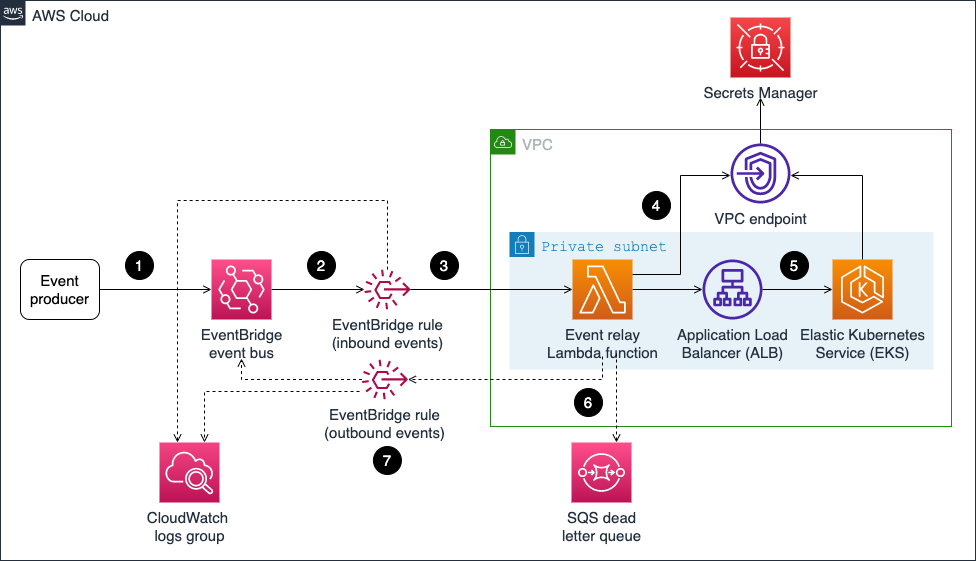 aws
AWS Cloud
Secrets Manager
VPC
VPC endpoint
4
Private subnet
1
2
3
5
Event
producer
EventBridge
event bus
EventBridge rule
(inbound events)
Event relay
Lambda function
Application Load
Balancer (ALB)
K
Elastic Kubernetes
Service (EKS)
EventBridge rule
(outbound events)
6
7
CloudWatch
logs group
SQS dead
letter queue